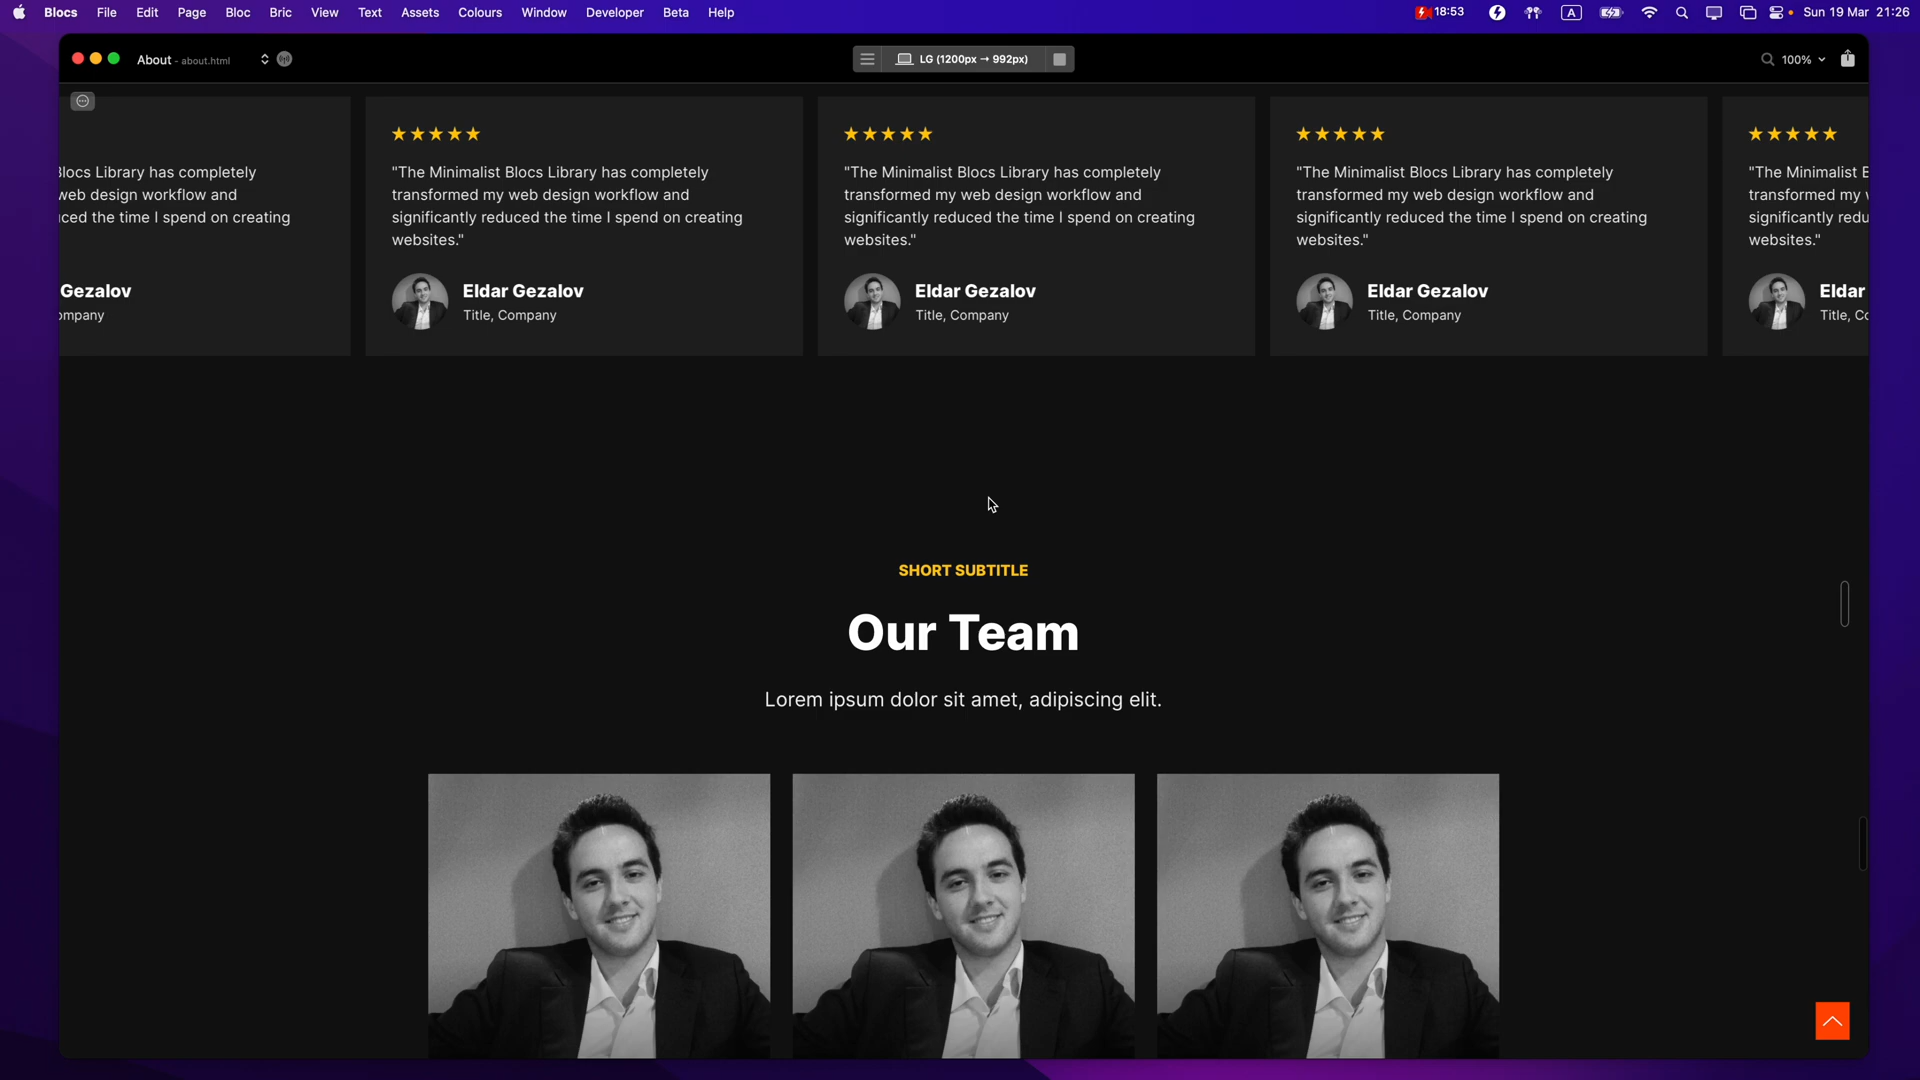 Blocs File Edit Page Bloc Bric View Text Assets Colours Window Developer Beta Help 18:53 A Sun 19 Mar 21:26
About - about.html LG (1200px → 992px) 100%
Blocs Library has completely
web design workflow and
ced the time I spend on creating
Gezalov
ompany
★★★★★
"The Minimalist Blocs Library has completely
transformed my web design workflow and
significantly reduced the time I spend on creating
websites."
Eldar Gezalov
Title, Company
★★★★★
"The Minimalist Blocs Library has completely
transformed my web design workflow and
significantly reduced the time I spend on creating
websites."
Eldar Gezalov
Title, Company
★★★★★
"The Minimalist Blocs Library has completely
transformed my web design workflow and
significantly reduced the time I spend on creating
websites."
Eldar Gezalov
Title, Company
★★★★★
"The Minimalist B
transformed my
significantly redu
websites."
Eldar
Title, Co
SHORT SUBTITLE
Our Team
Lorem ipsum dolor sit amet, adipiscing elit.